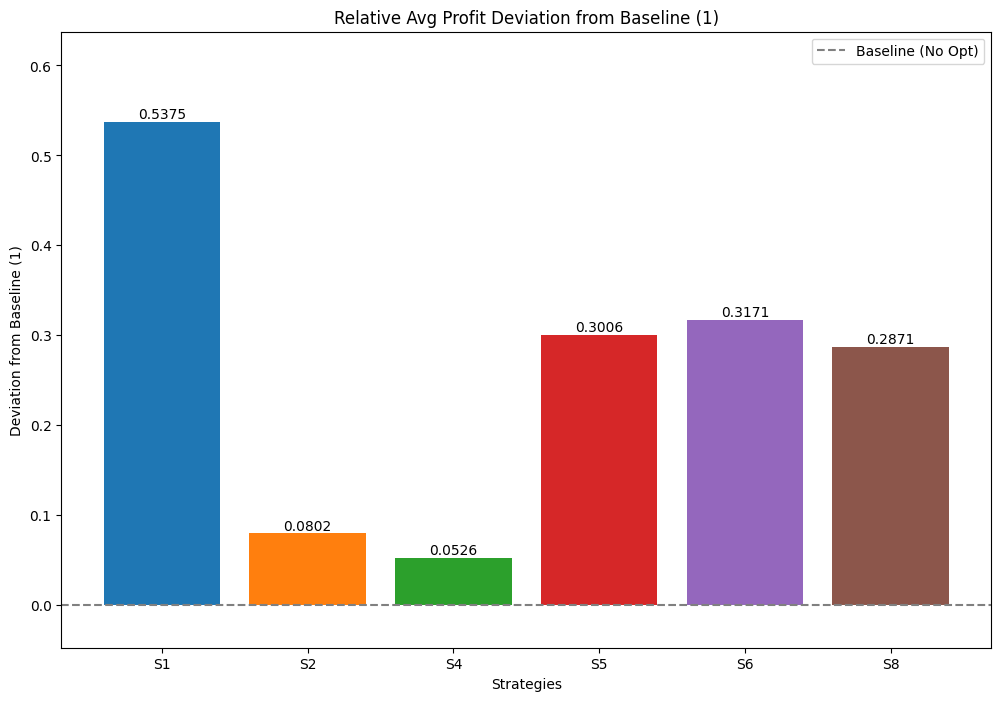 Relative Avg Profit Deviation from Baseline (1)
Baseline (No Opt)
Deviation from Baseline (1)
0.6
0.5
0.4
0.3
0.2
0.1
0.0
0.5375
0.0802
0.0526
0.3006
0.3171
0.2871
S1 S2 S4 S5 S6 S8
Strategies